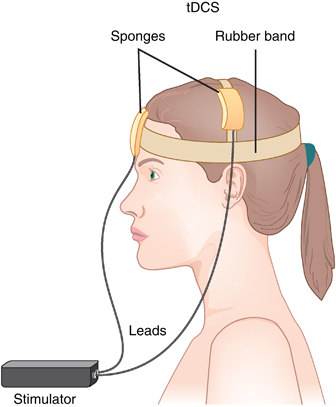 tDCS
Sponges
Rubber band
Leads
Stimulator